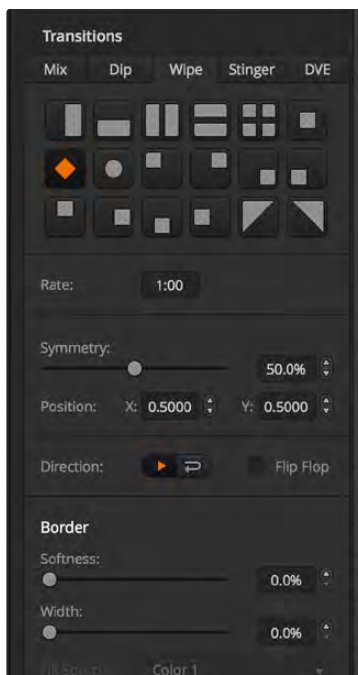 Transitions
Mix Dip Wipe Stinger DVE
Rate: 1:00
Symmetry:
50.0%
Position: X: 0.5000 Y: 0.5000
Direction: Flip Flop
Border
Softness:
0.0%
Width:
0.0%
Color 1